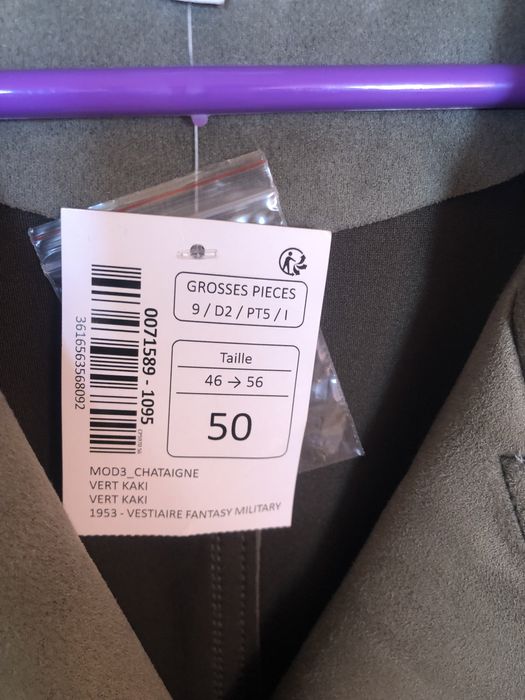 GROSSES PIECES
9 / D2 / PT5 / I
Taille
46 → 56
50
0071589 - 1095
3616563568092
MOD3_CHATAIGNE
VERT KAKI
VERT KAKI
1953 - VESTIAIRE FANTASY MILITARY